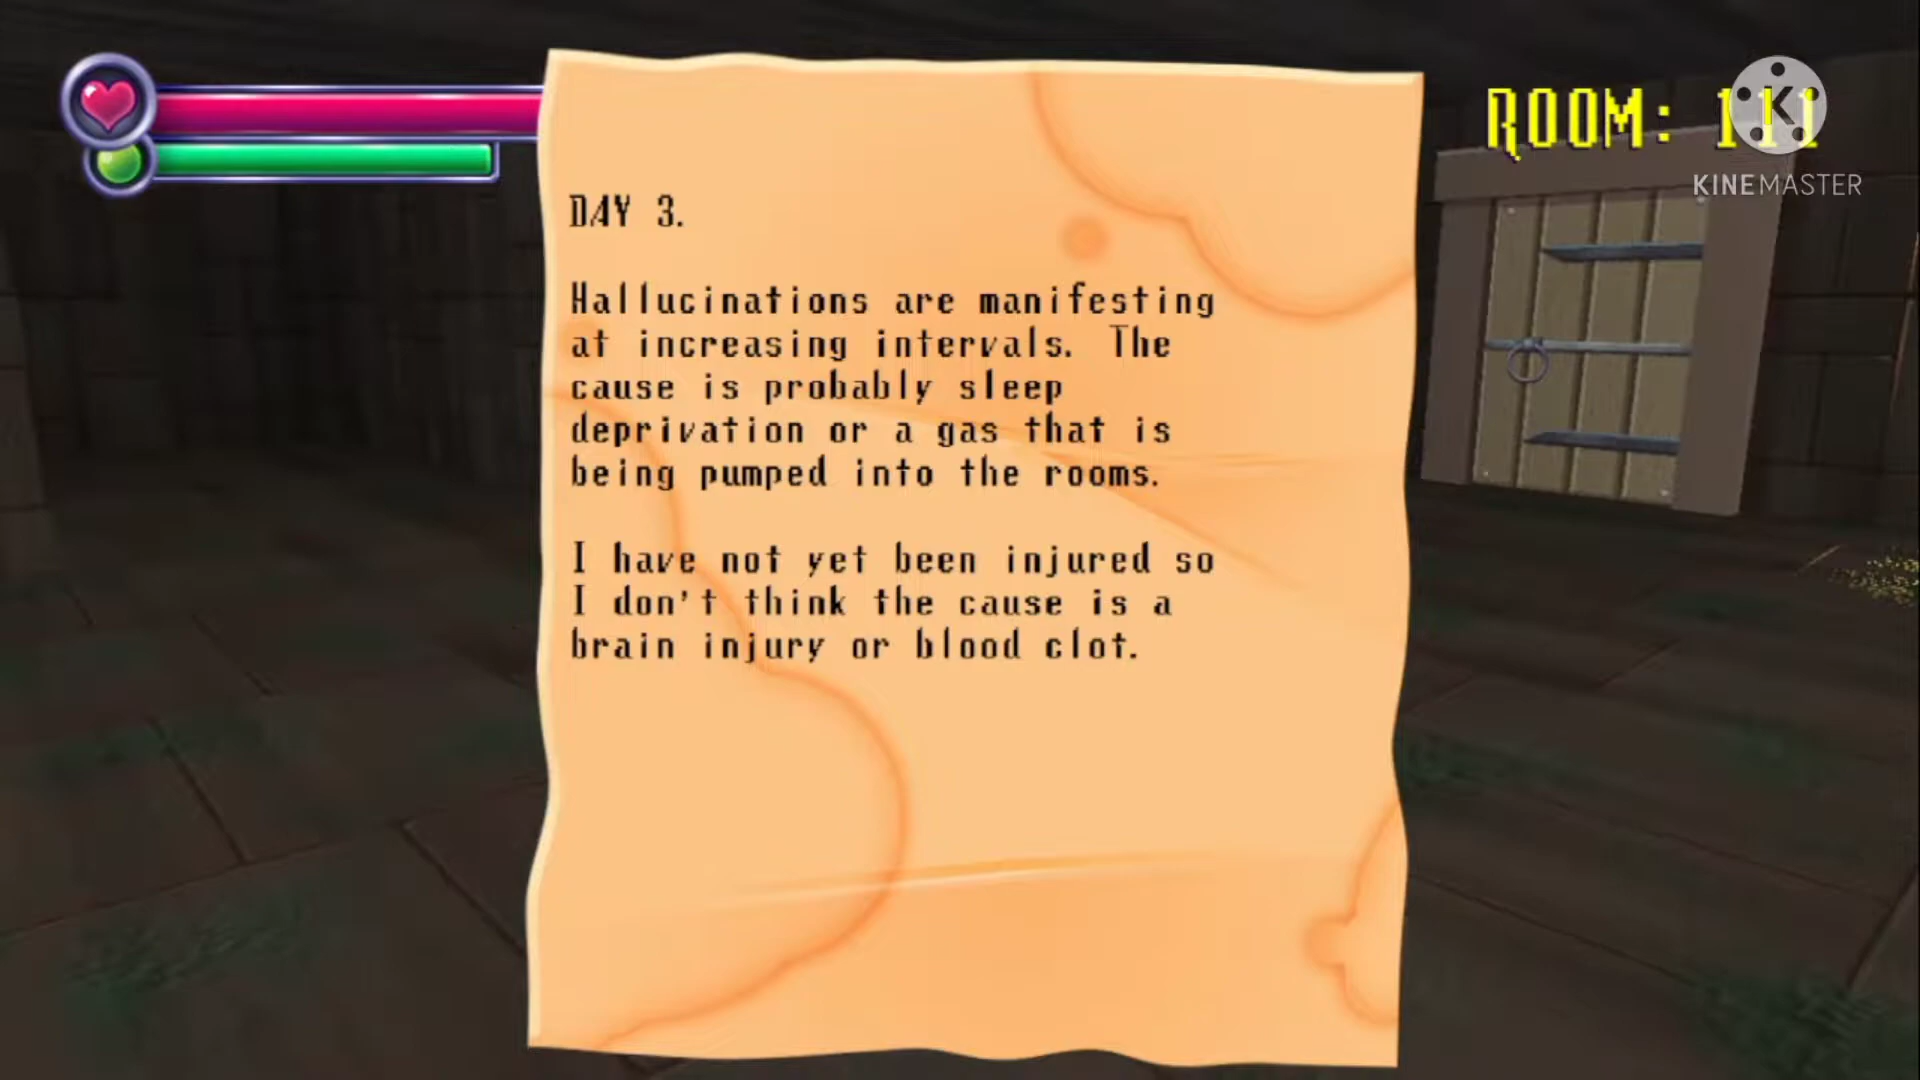 ROOM: 111
KINEMASTER
DAY 3.
Hallucinations are manifesting
at increasing intervals. The
cause is probably sleep
deprivation or a gas that is
being pumped into the rooms.
I have not yet been injured so
I don't think the cause is a
brain injury or blood clot.